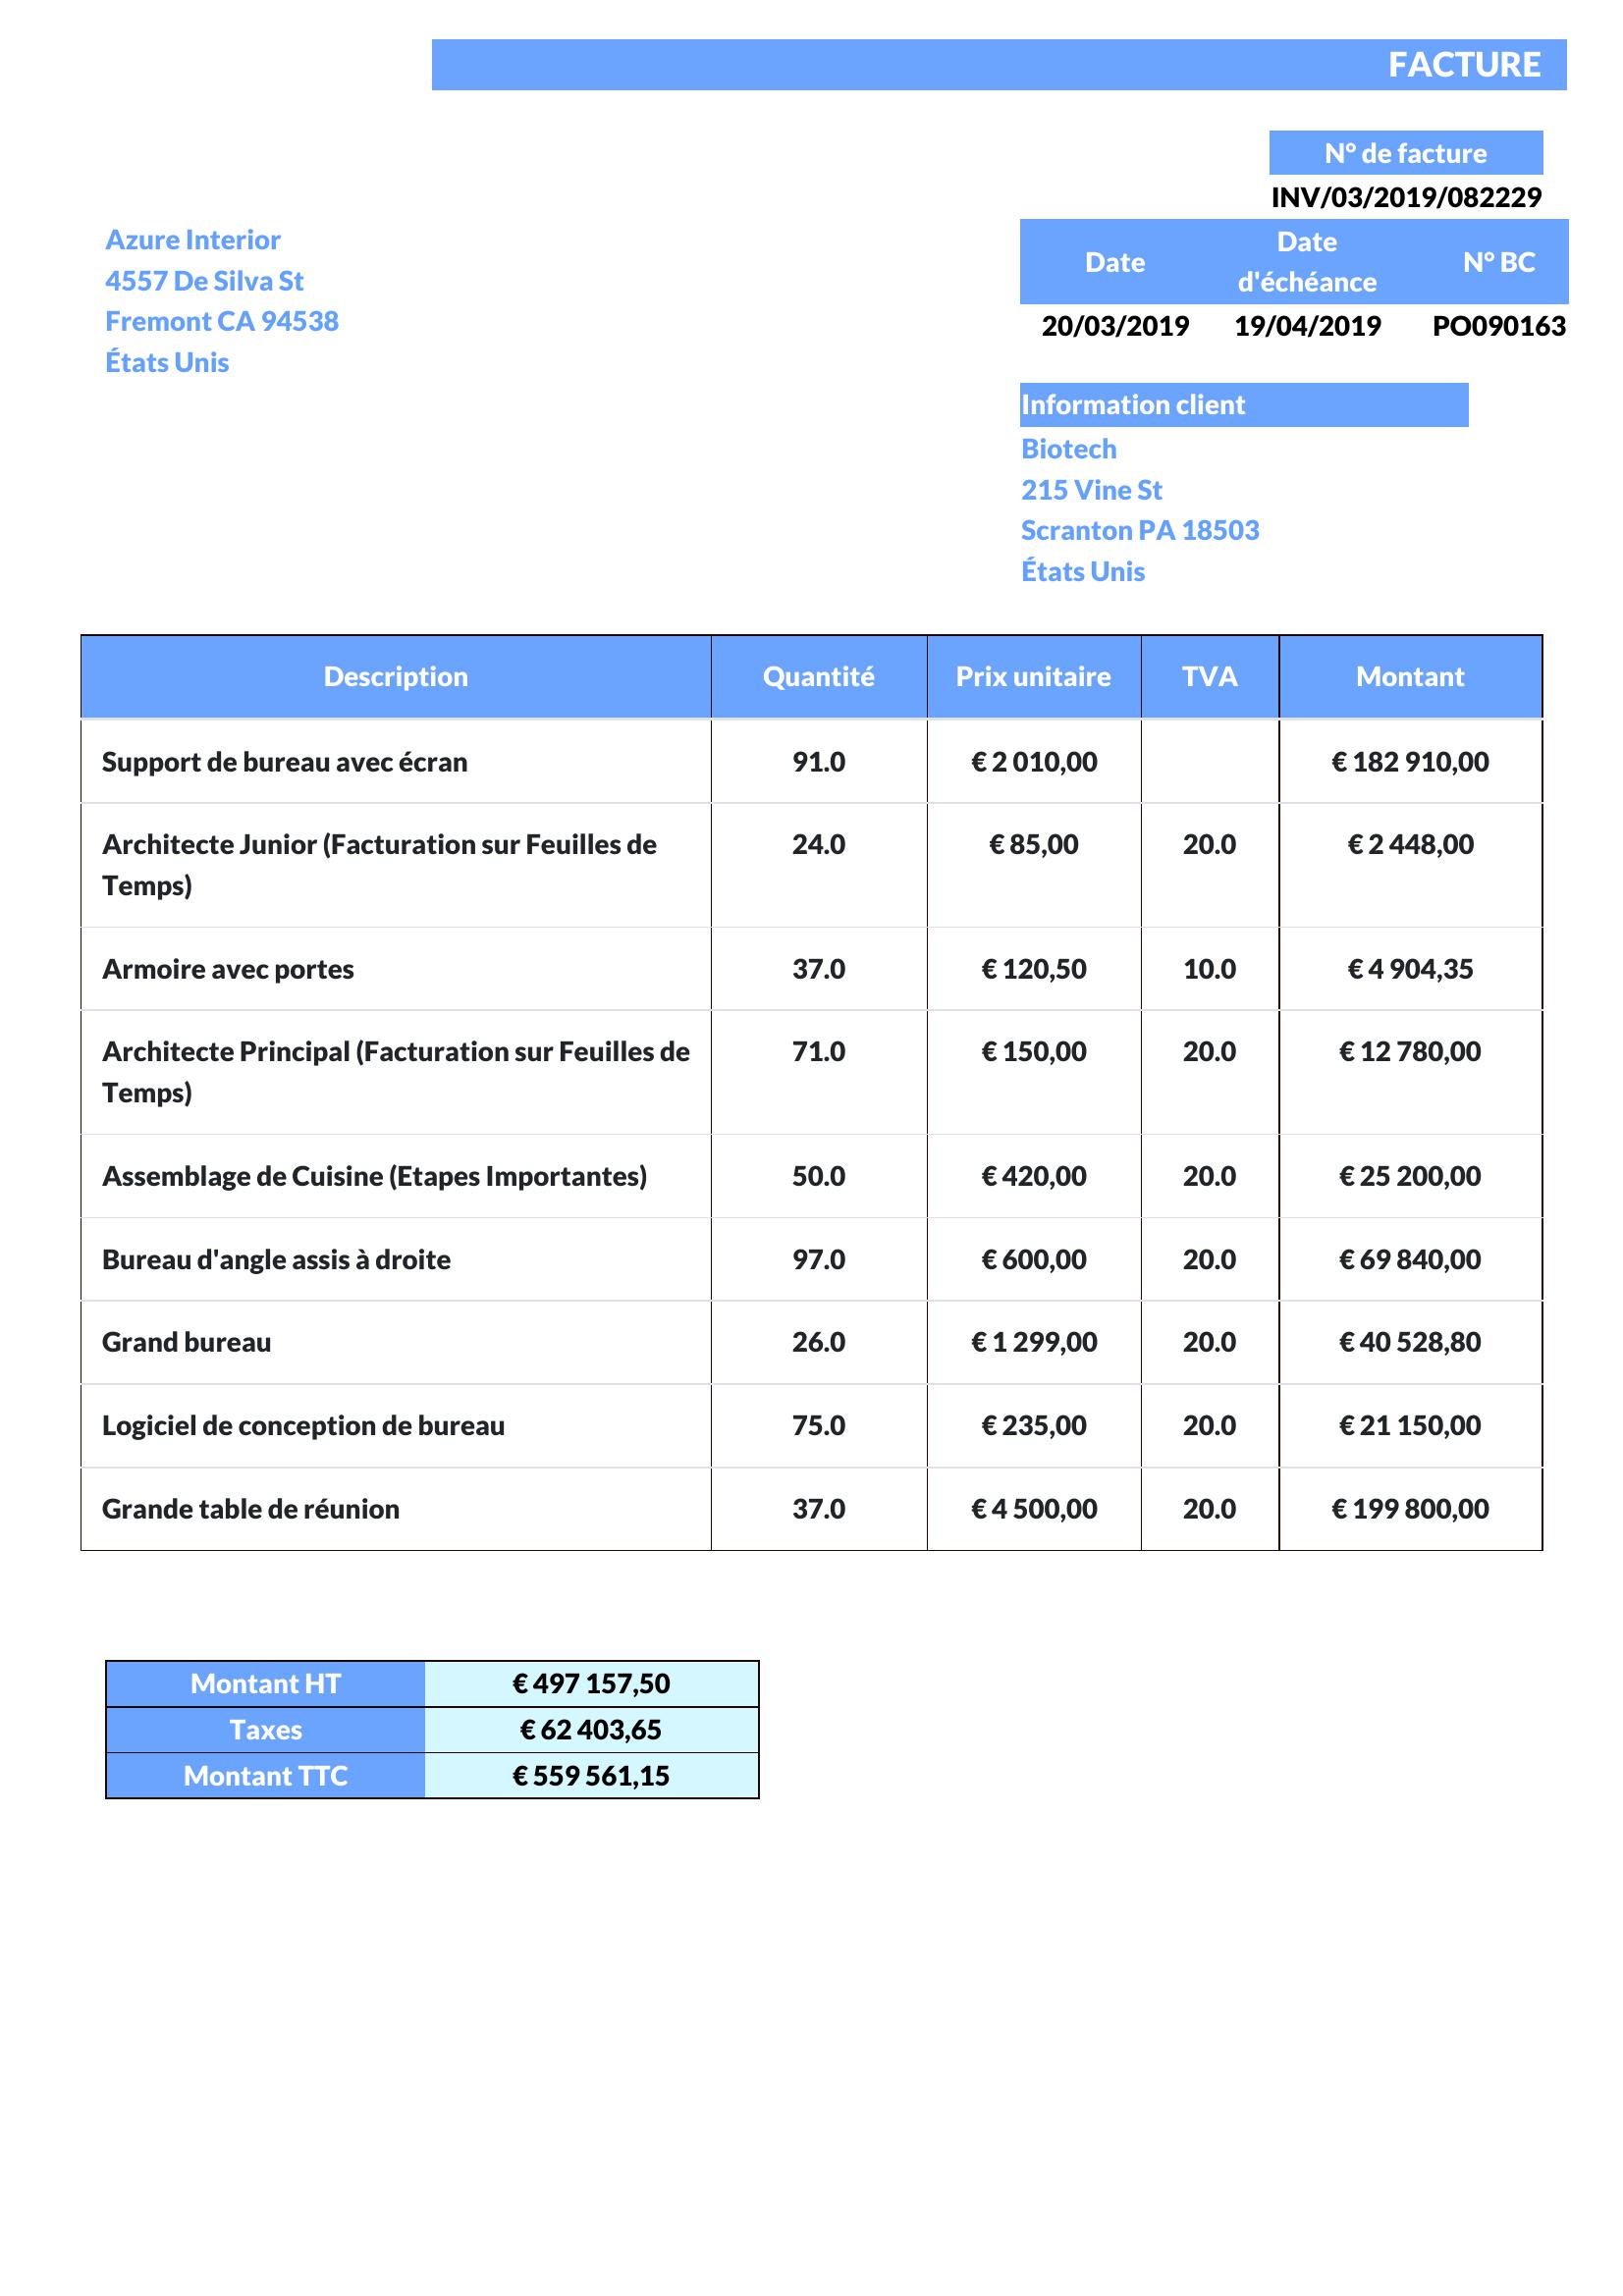 FACTURE
N° de facture
INV/03/2019/082229
Azure Interior
4557 De Silva St
Fremont CA 94538
États Unis
Date Date d'échéance N° BC
20/03/2019 19/04/2019 PO090163
Information client
Biotech
215 Vine St
Scranton PA 18503
États Unis
Description Quantité Prix unitaire TVA Montant
Support de bureau avec écran 91.0 € 2 010,00 € 182 910,00
Architecte Junior (Facturation sur Feuilles de 24.0 € 85,00 20.0 € 2 448,00
Temps)
Armoire avec portes 37.0 € 120,50 10.0 € 4 904,35
Architecte Principal (Facturation sur Feuilles de 71.0 € 150,00 20.0 € 12 780,00
Temps)
Assemblage de Cuisine (Etapes Importantes) 50.0 € 420,00 20.0 € 25 200,00
Bureau d'angle assis à droite 97.0 € 600,00 20.0 € 69 840,00
Grand bureau 26.0 € 1 299,00 20.0 € 40 528,80
Logiciel de conception de bureau 75.0 € 235,00 20.0 € 21 150,00
Grande table de réunion 37.0 € 4 500,00 20.0 € 199 800,00
Montant HT € 497 157,50
Taxes € 62 403,65
Montant TTC € 559 561,15